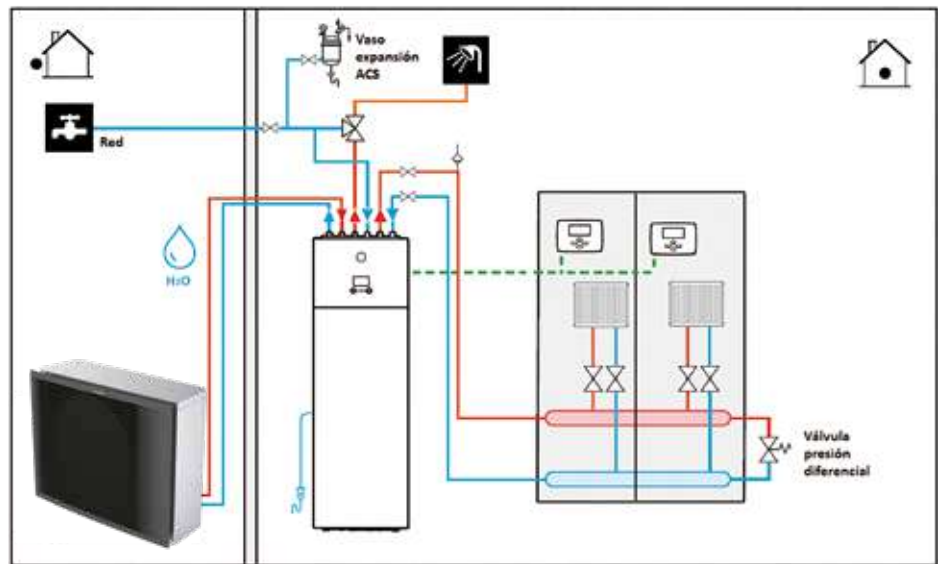 Vaso
expansión
ACS
Red
H₂O
Válvula
presión
diferencial